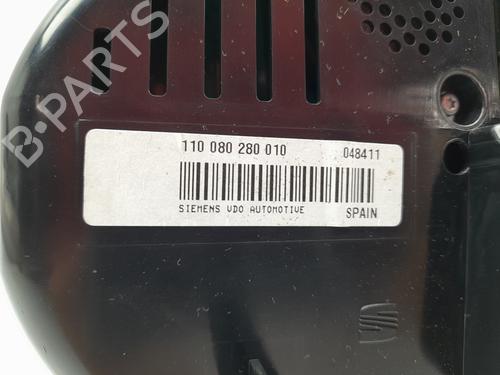 B-PARTS
110 080 280 010 048411
SIEMENS VDO AUTOMOTIVE SPAIN